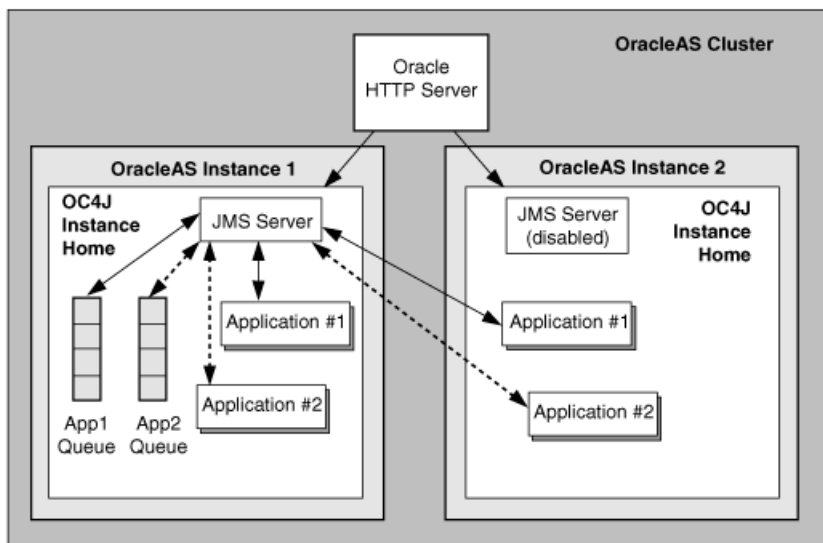 OracleAS Cluster
Oracle
HTTP Server
OracleAS Instance 1
OC4J
Instance
Home
JMS Server
Application #1
Application #2
App1
Queue
App2
Queue
OracleAS Instance 2
JMS Server
(disabled)
OC4J
Instance
Home
Application #1
Application #2